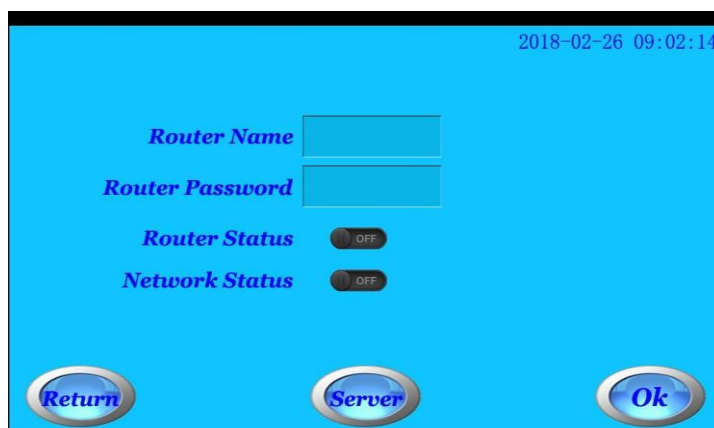 2018-02-26 09:02:14
Router Name
Router Password
Router Status OFF
Network Status OFF
Return Server Ok